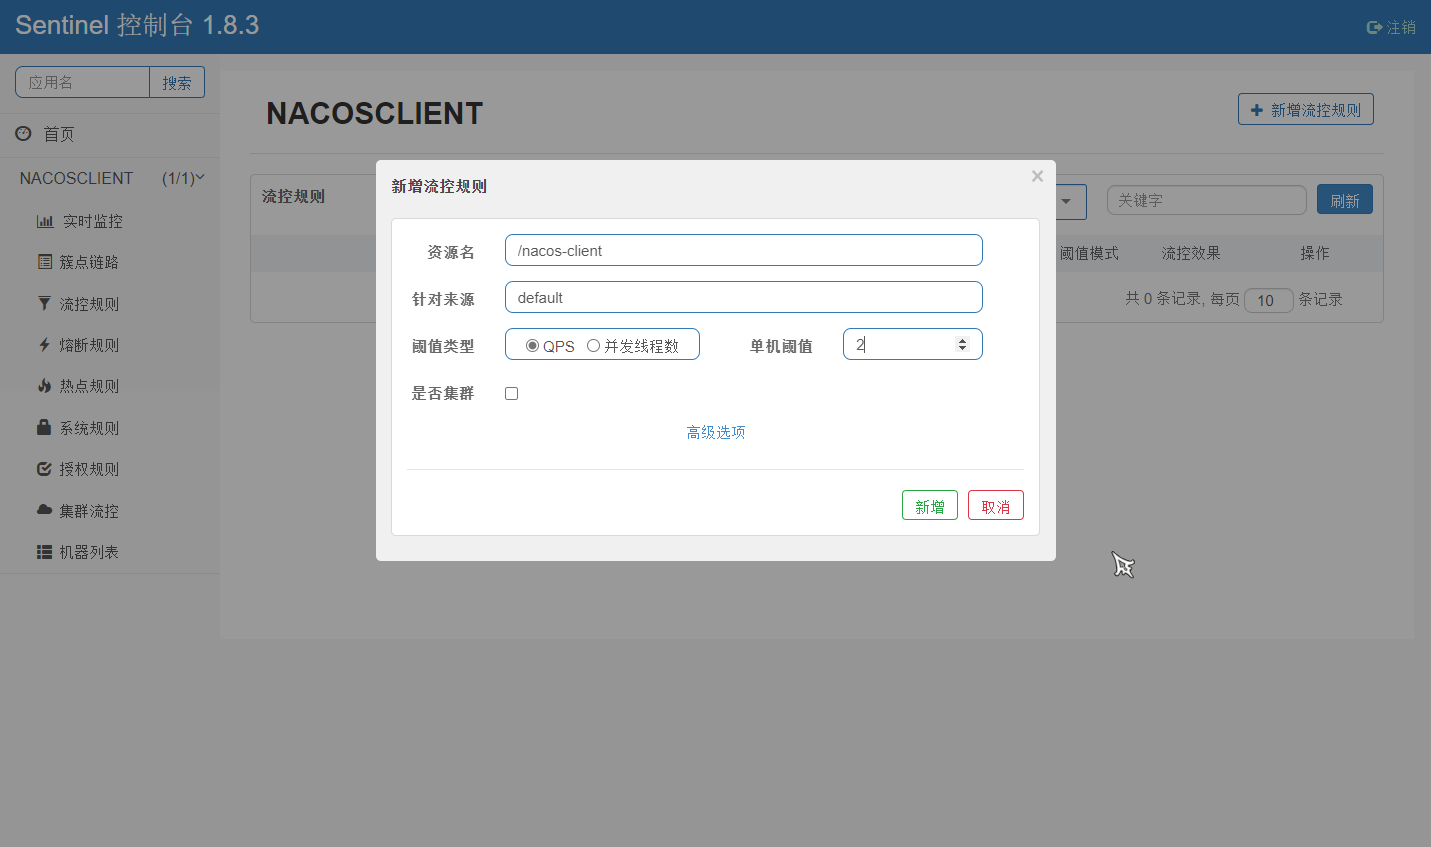 Sentinel 控制台 1.8.3
注销
应用名 搜索
首页
NACOSCLIENT (1/1)
实时监控
簇点链路
流控规则
熔断规则
热点规则
系统规则
授权规则
集群流控
机器列表
NACOSCLIENT
新增流控规则
流控规则
关键字 刷新
阈值模式 流控效果 操作
共 0 条记录, 每页 10 条记录
新增流控规则 ×
资源名 /nacos-client
针对来源 default
阈值类型 QPS 并发线程数 单机阈值 2
是否集群
高级选项
新增 取消